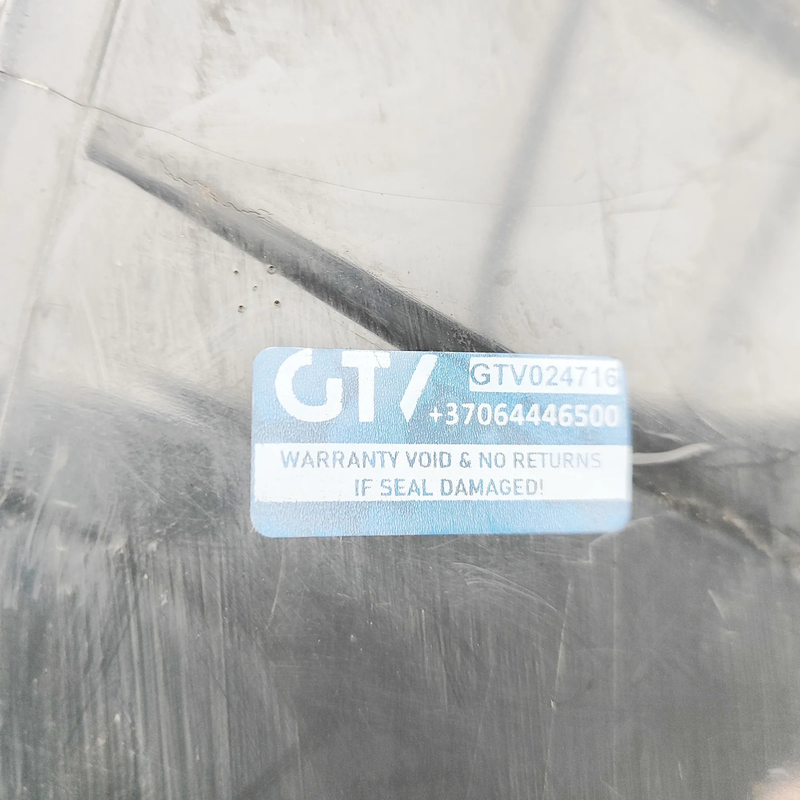 GTV GTV024716
+37064446500
WARRANTY VOID & NO RETURNS
IF SEAL DAMAGED!